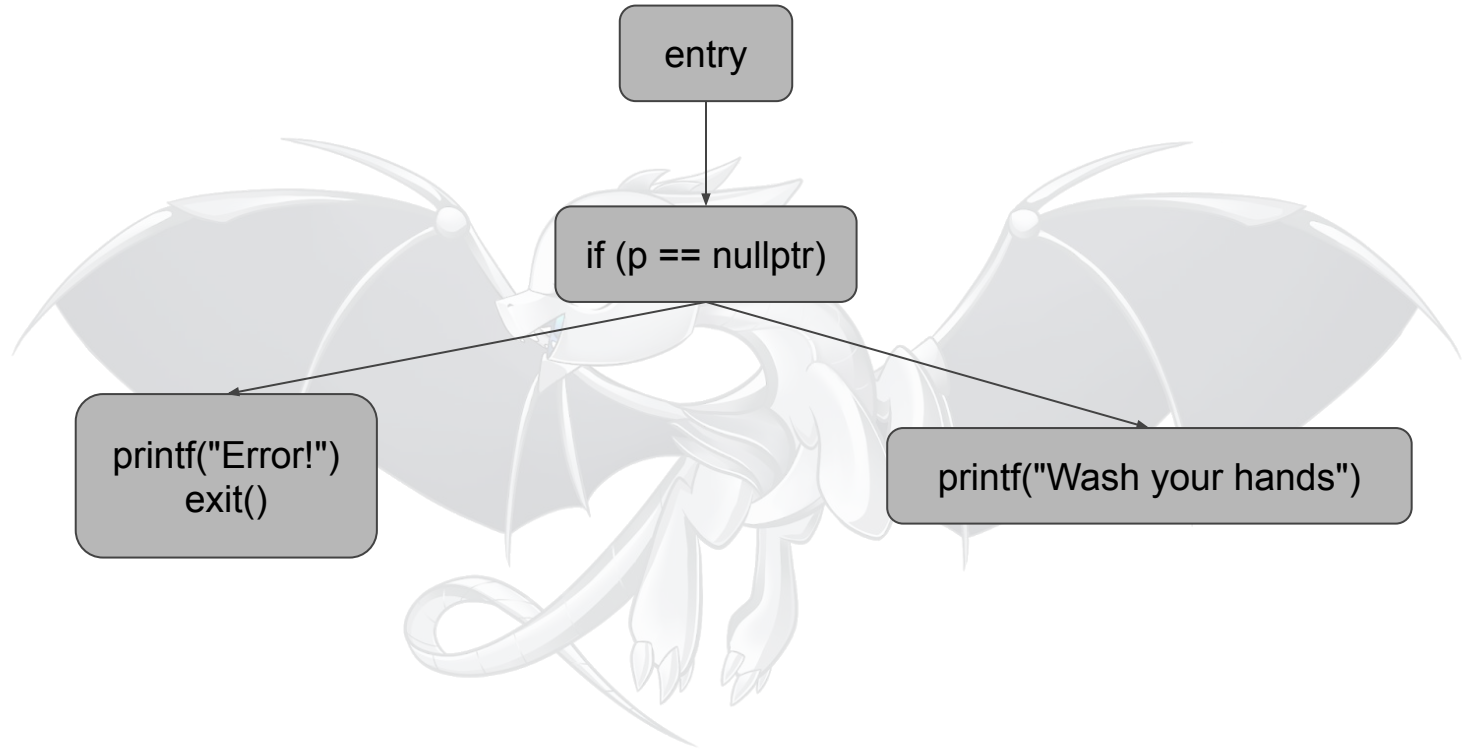 entry
if (p == nullptr)
printf("Error!")
exit()
printf("Wash your hands")